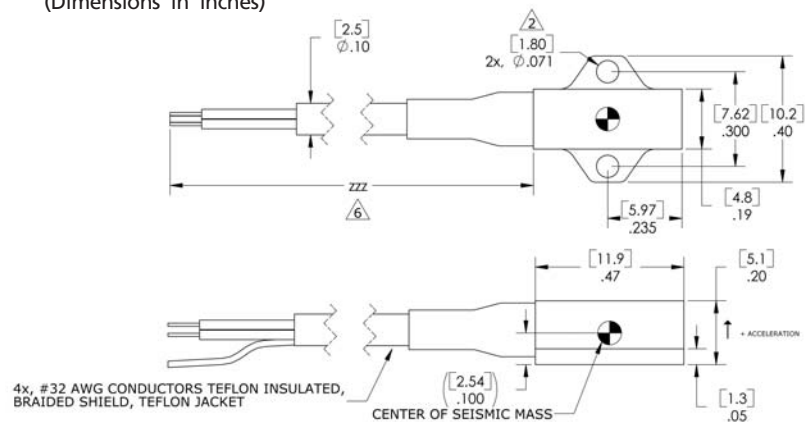 (Dimensions in inches)
[2.5]
Ø.10
2
[1.80]
2x, Ø.071
[7.62]
.300
[10.2]
.40
zzz
6
[5.97]
.235
[4.8]
.19
[11.9]
.47
[5.1]
.20
+ ACCELERATION
4x, #32 AWG CONDUCTORS TEFLON INSULATED,
BRAIDED SHIELD, TEFLON JACKET
([2.54]
.100)
CENTER OF SEISMIC MASS
[1.3]
.05